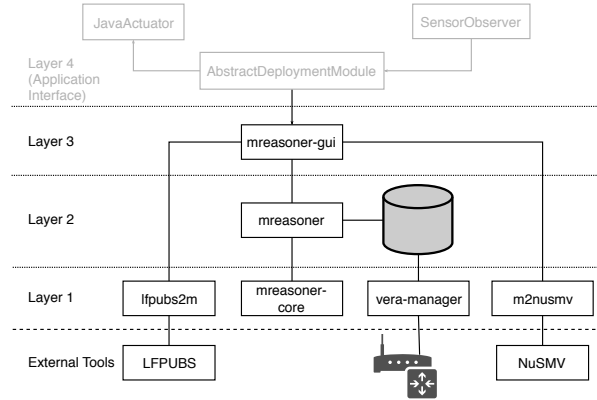 JavaActuator
SensorObserver
Layer 4
(Application
Interface)
AbstractDeploymentModule
Layer 3
mreasoner-gui
Layer 2
mreasoner
Layer 1
lfpubs2m
mreasoner-
core
vera-manager
m2nusmv
External Tools
LFPUBS
NuSMV